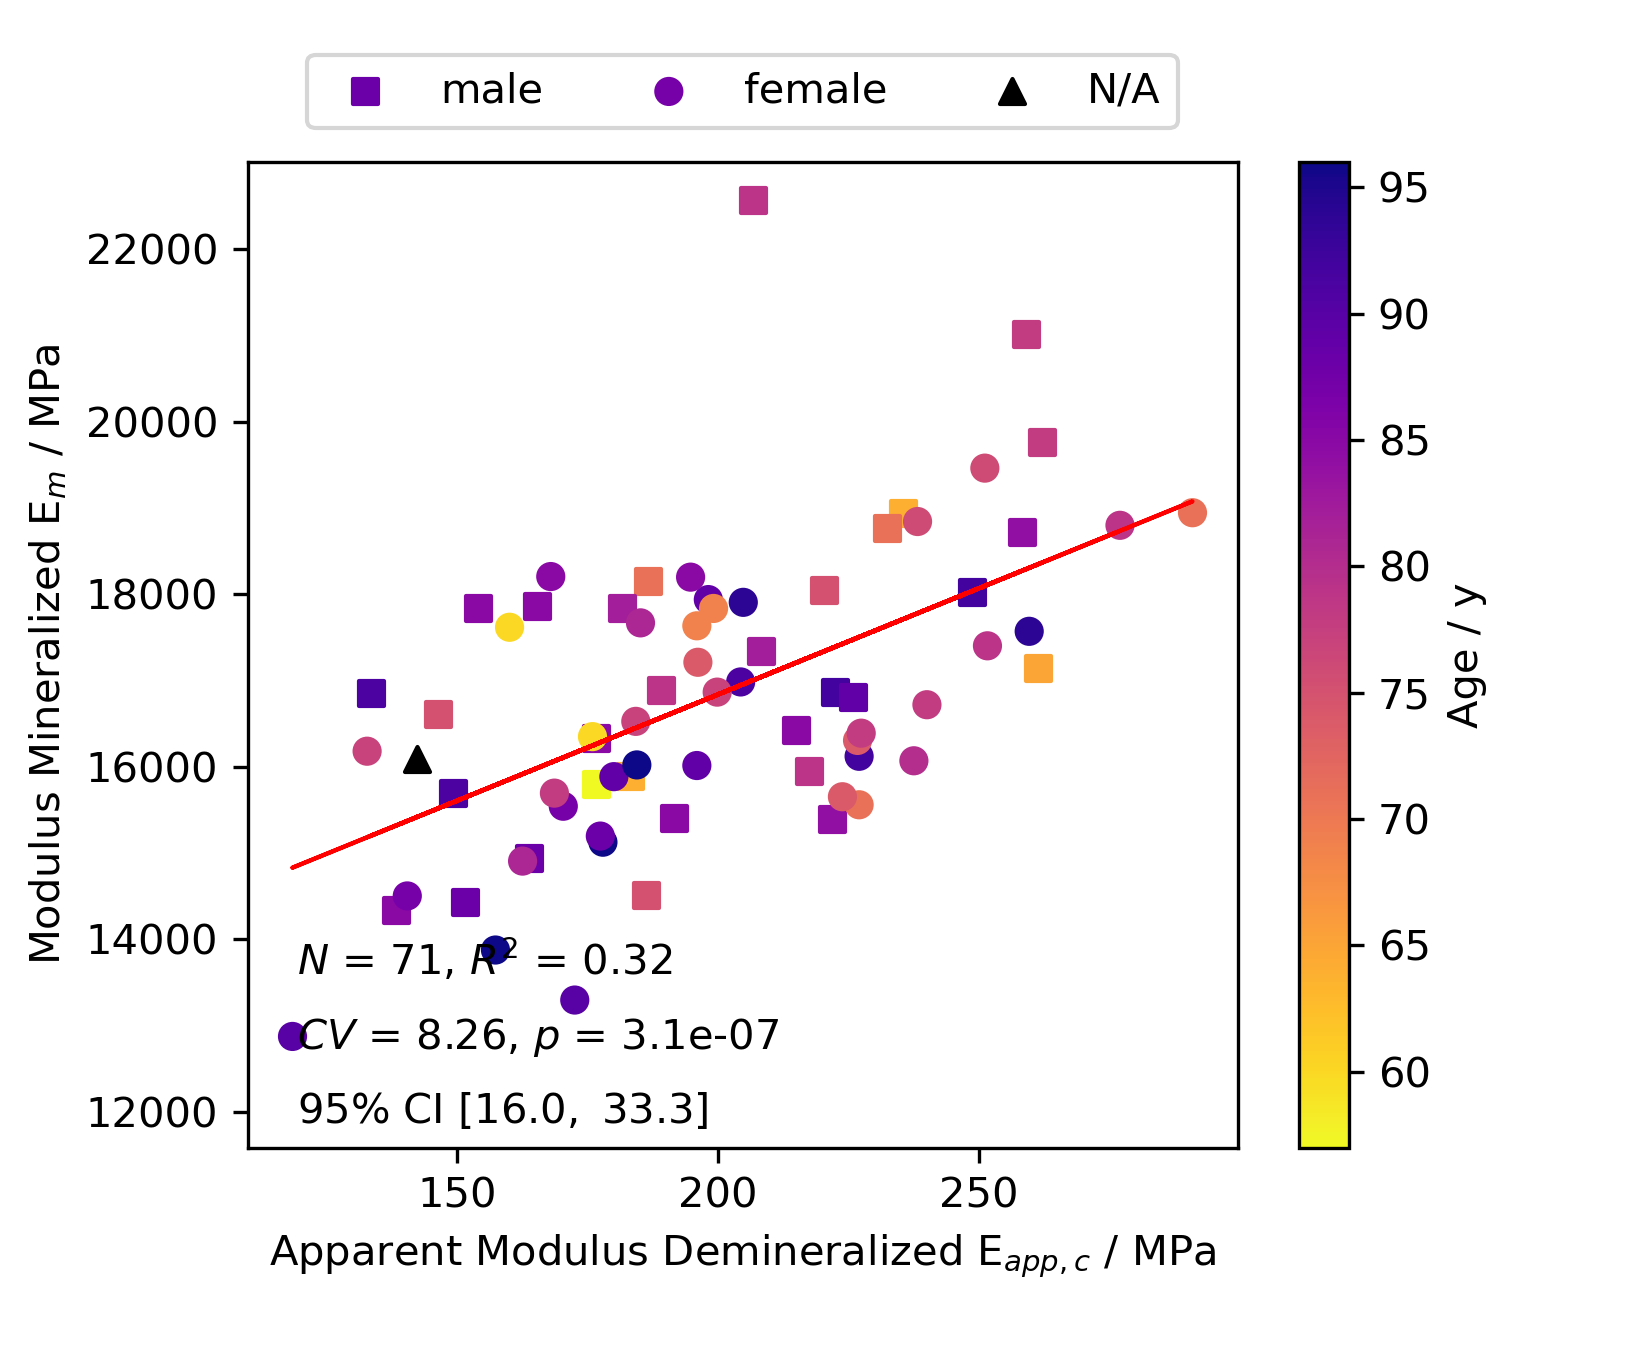 male female N/A
22000
20000
18000
16000
14000
12000
Modulus Mineralized E_m / MPa
N = 71, R² = 0.32
CV = 8.26, p = 3.1e-07
95% CI [16.0, 33.3]
150 200 250
Apparent Modulus Demineralized E_app,c / MPa
95
90
85
80
75
70
65
60
Age / y